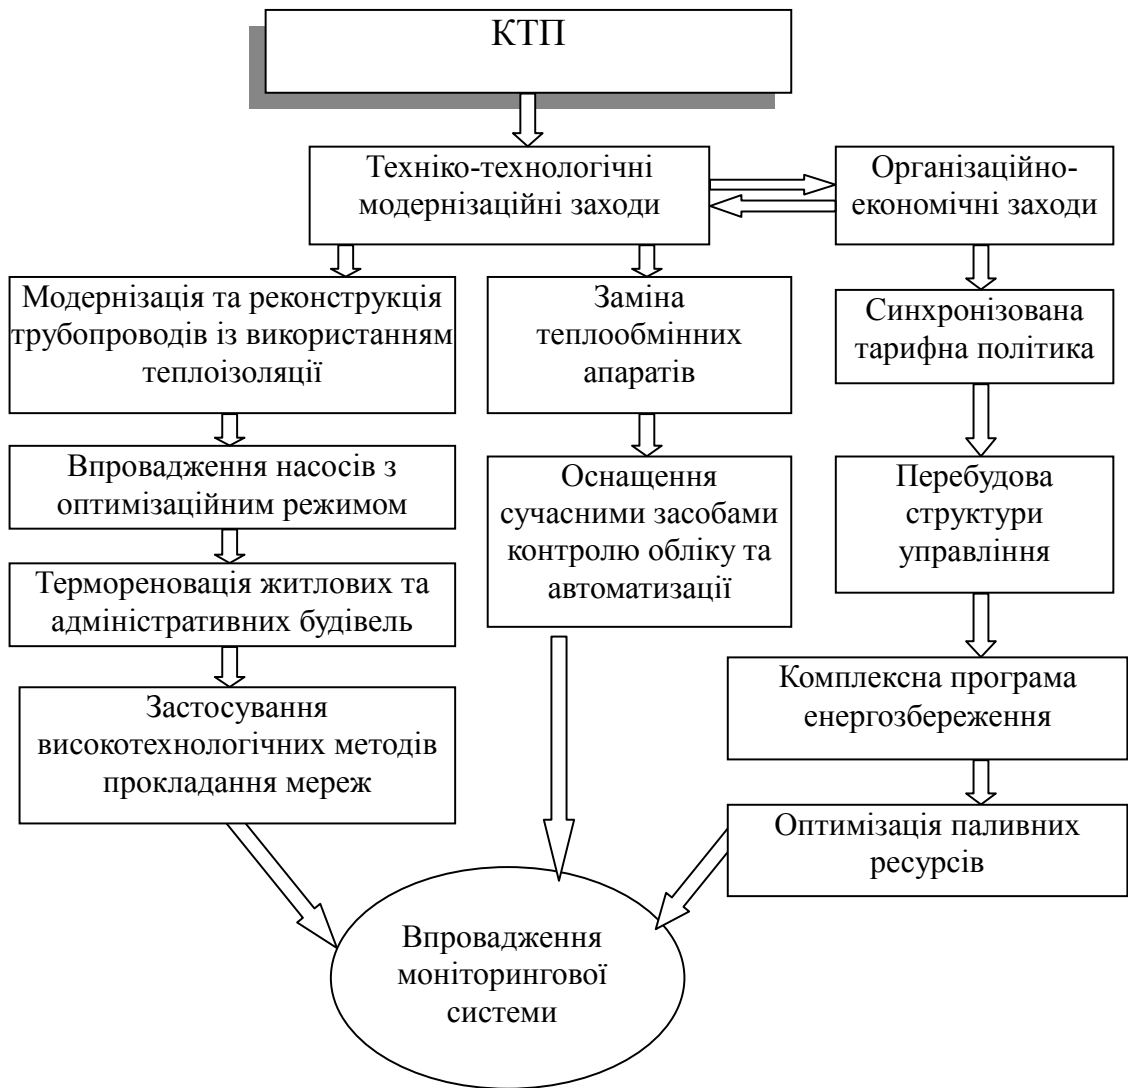 КТП
Техніко-технологічні
модернізаційні заходи
Організаційно-
економічні заходи
Модернізація та реконструкція
трубопроводів із використанням
теплоізоляції
Заміна
теплообмінних
апаратів
Синхронізована
тарифна політика
Впровадження насосів з
оптимізаційним режимом
Оснащення
сучасними засобами
контролю обліку та
автоматизації
Перебудова
структури
управління
Термореновація житлових та
адміністративних будівель
Застосування
високотехнологічних методів
прокладання мереж
Комплексна програма
енергозбереження
Оптимізація паливних
ресурсів
Впровадження
моніторингової
системи